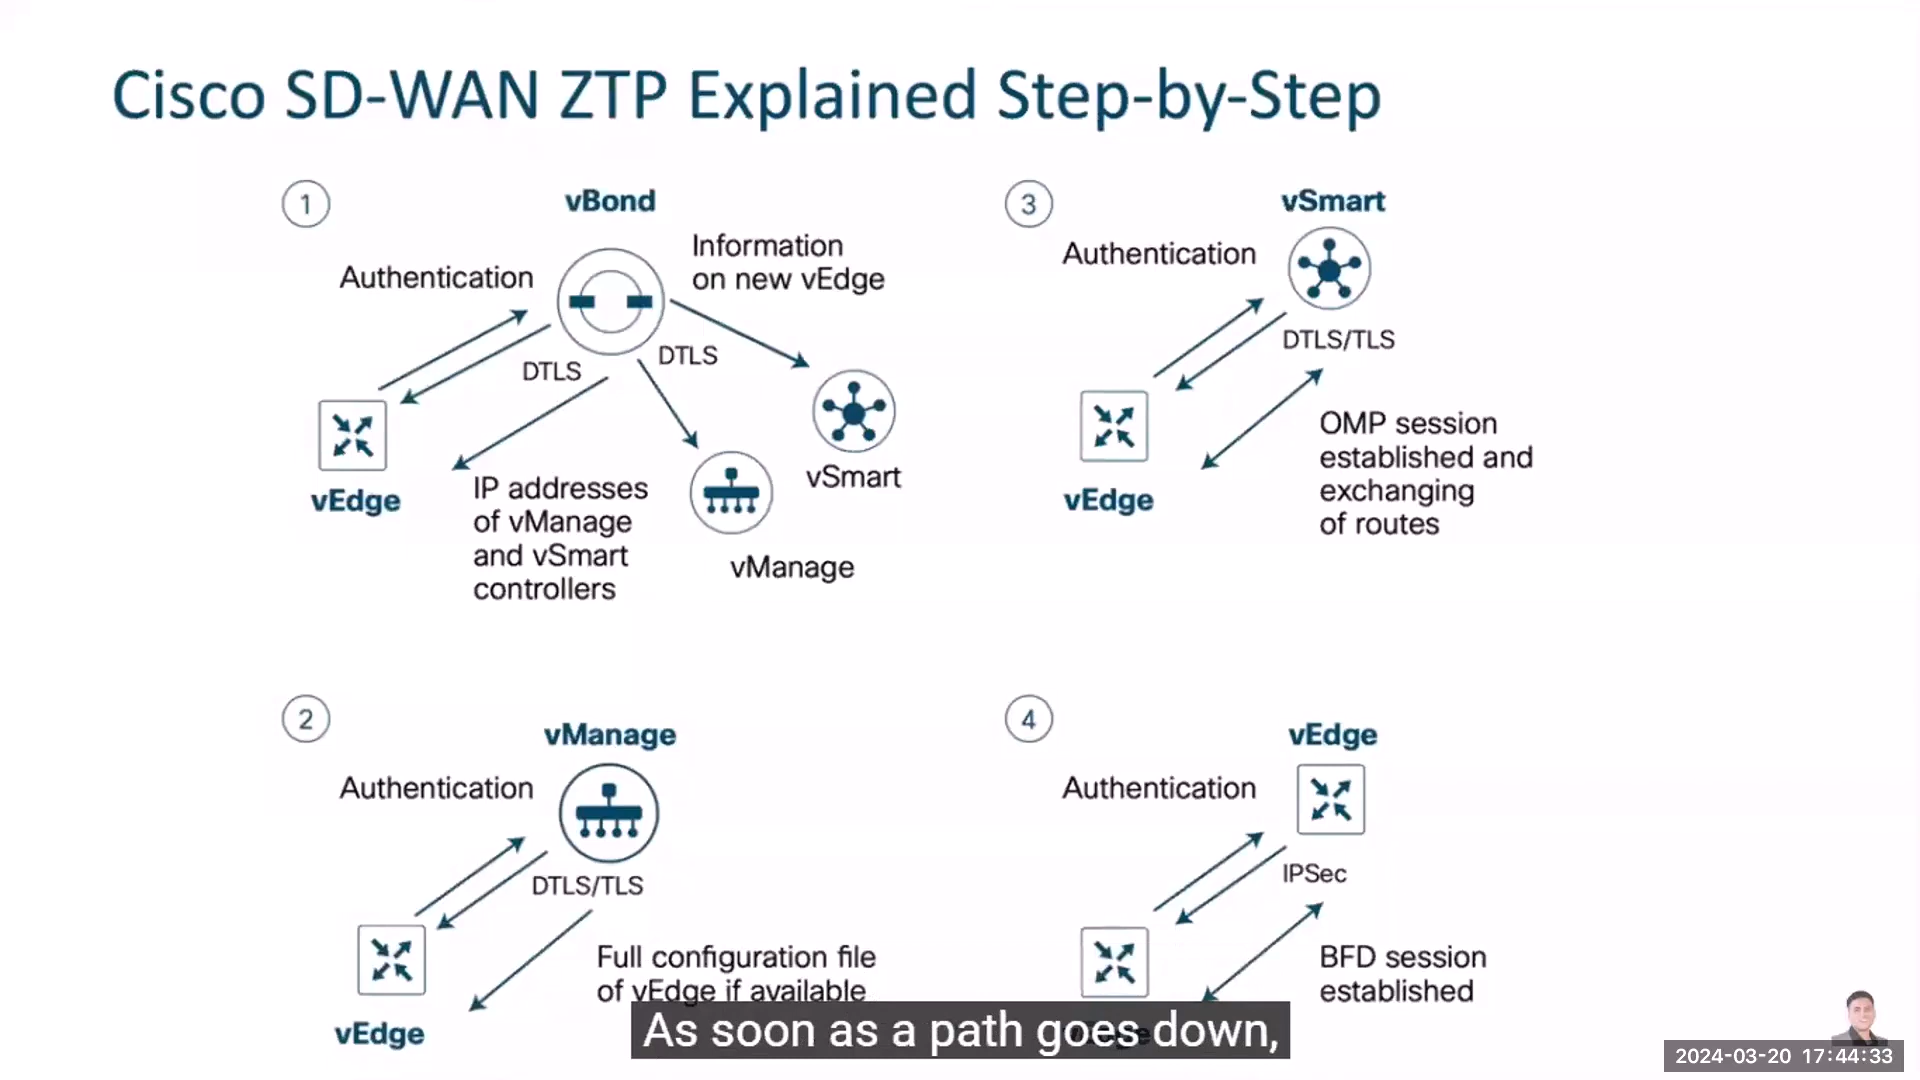 Cisco SD-WAN ZTP Explained Step-by-Step
1
vBond
Authentication
Information
on new vEdge
DTLS
DTLS
vEdge
IP addresses
of vManage
and vSmart
controllers
vSmart
vManage
3
vSmart
Authentication
DTLS/TLS
vEdge
OMP session
established and
exchanging
of routes
2
vManage
Authentication
DTLS/TLS
vEdge
Full configuration file
of vEdge if available
4
vEdge
Authentication
IPSec
BFD session
established
As soon as a path goes down,
2024-03-20 17:44:33